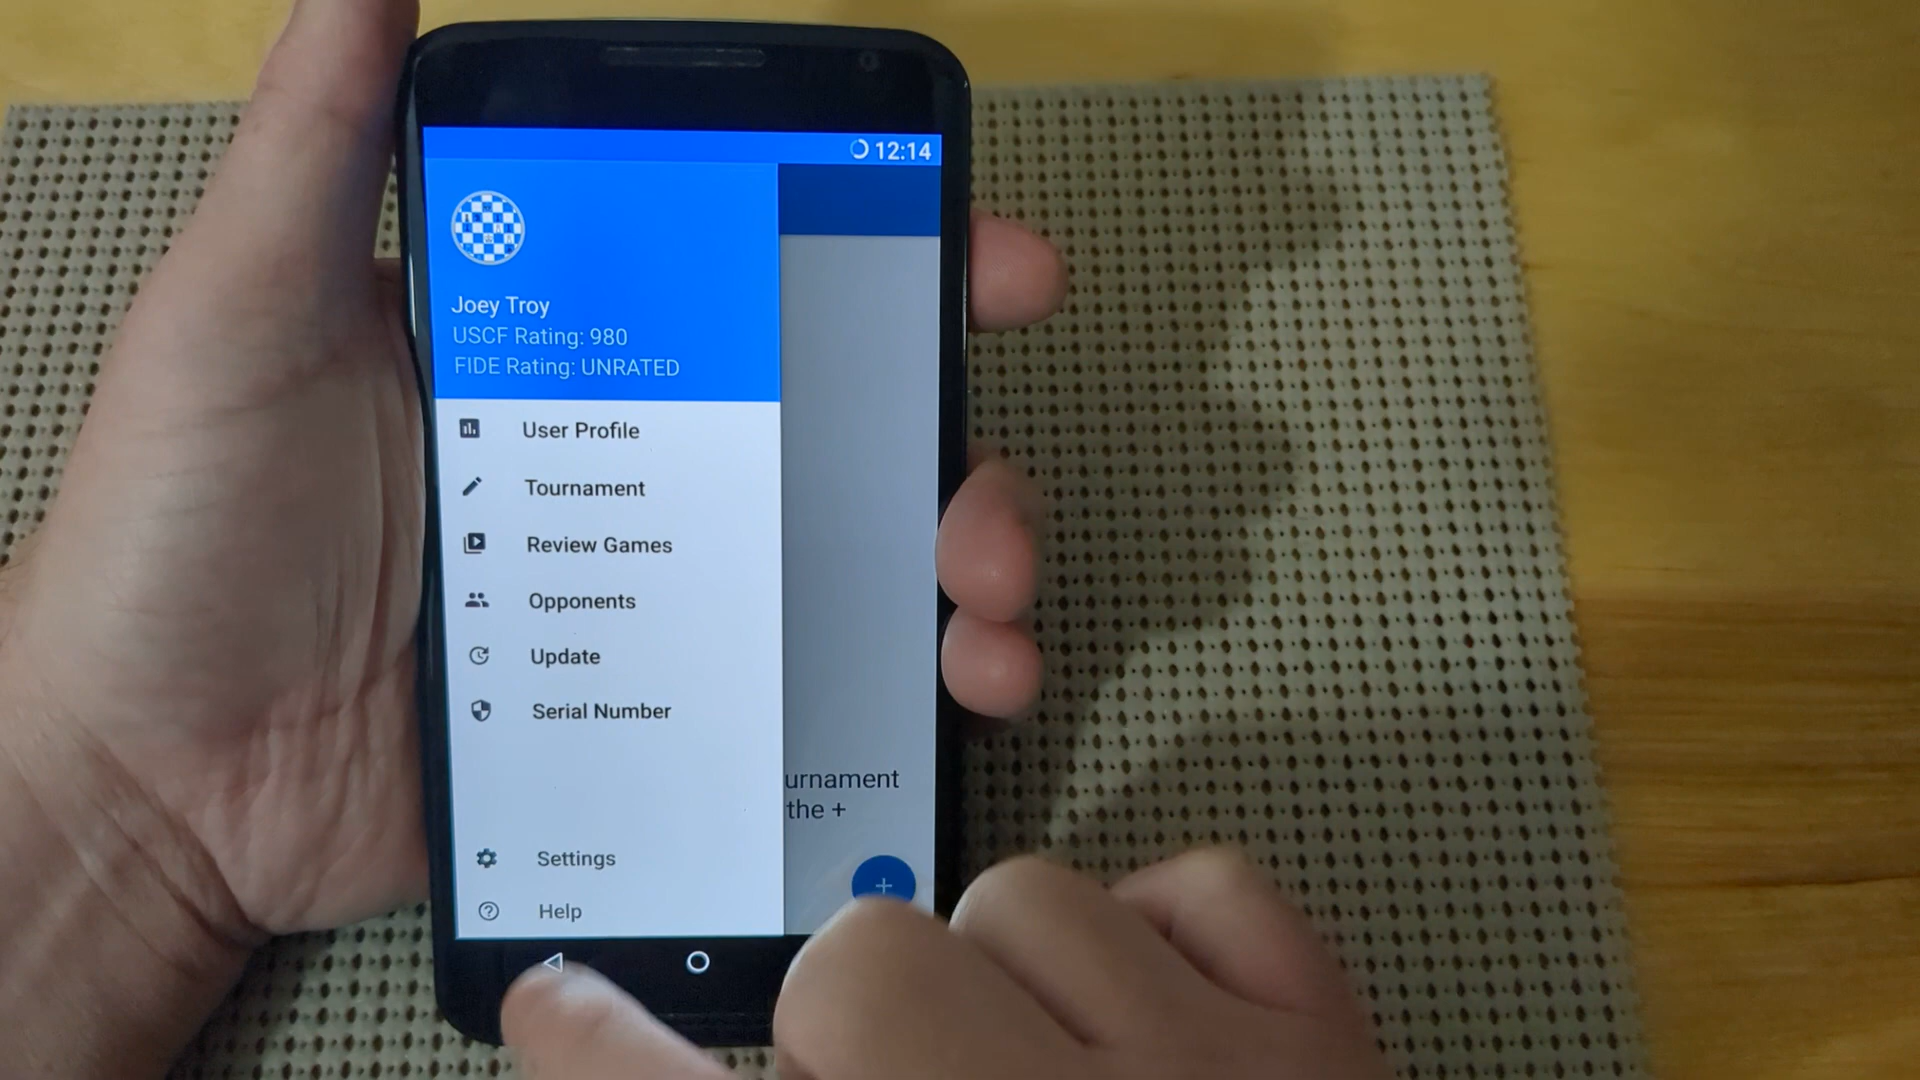 12:14
Joey Troy
USCF Rating: 980
FIDE Rating: UNRATED
User Profile
Tournament
Review Games
Opponents
Update
Serial Number
urnament
the +
Settings
+
Help